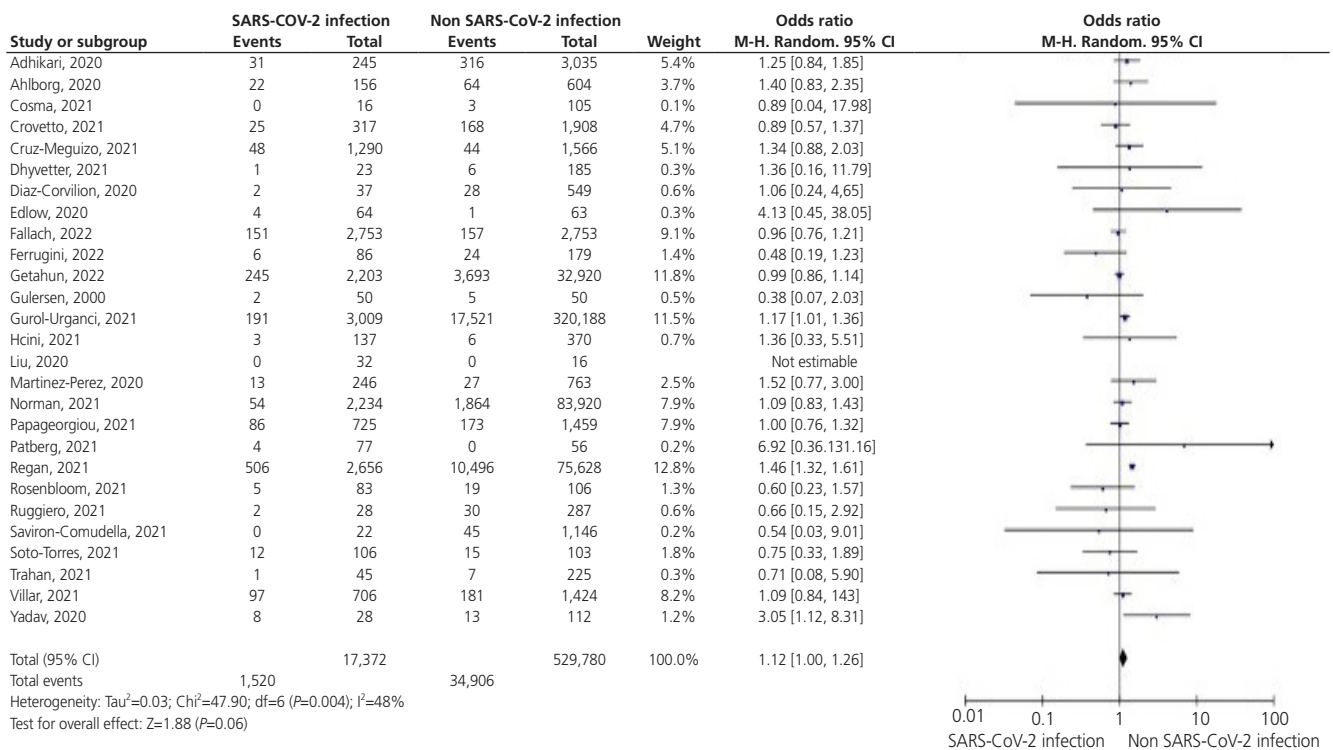 SARS-COV-2 infection Non SARS-CoV-2 infection Odds ratio Odds ratio
Study or subgroup Events Total Events Total Weight M-H. Random. 95% CI M-H. Random. 95% CI
Adhikari, 2020 31 245 316 3,035 5.4% 1.25 [0.84, 1.85]
Ahlborg, 2020 22 156 64 604 3.7% 1.40 [0.83, 2.35]
Cosma, 2021 0 16 3 105 0.1% 0.89 [0.04, 17.98]
Crovetto, 2021 25 317 168 1,908 4.7% 0.89 [0.57, 1.37]
Cruz-Meguizo, 2021 48 1,290 44 1,566 5.1% 1.34 [0.88, 2.03]
Dhyvetter, 2021 1 23 6 185 0.3% 1.36 [0.16, 11.79]
Diaz-Corvilion, 2020 2 37 28 549 0.6% 1.06 [0.24, 4,65]
Edlow, 2020 4 64 1 63 0.3% 4.13 [0.45, 38.05]
Fallach, 2022 151 2,753 157 2,753 9.1% 0.96 [0.76, 1.21]
Ferrugini, 2022 6 86 24 179 1.4% 0.48 [0.19, 1.23]
Getahun, 2022 245 2,203 3,693 32,920 11.8% 0.99 [0.86, 1.14]
Gulersen, 2000 2 50 5 50 0.5% 0.38 [0.07, 2.03]
Gurol-Urganci, 2021 191 3,009 17,521 320,188 11.5% 1.17 [1.01, 1.36]
Hcini, 2021 3 137 6 370 0.7% 1.36 [0.33, 5.51]
Liu, 2020 0 32 0 16 Not estimable
Martinez-Perez, 2020 13 246 27 763 2.5% 1.52 [0.77, 3.00]
Norman, 2021 54 2,234 1,864 83,920 7.9% 1.09 [0.83, 1.43]
Papageorgiou, 2021 86 725 173 1,459 7.9% 1.00 [0.76, 1.32]
Patberg, 2021 4 77 0 56 0.2% 6.92 [0.36.131.16]
Regan, 2021 506 2,656 10,496 75,628 12.8% 1.46 [1.32, 1.61]
Rosenbloom, 2021 5 83 19 106 1.3% 0.60 [0.23, 1.57]
Ruggiero, 2021 2 28 30 287 0.6% 0.66 [0.15, 2.92]
Saviron-Comudella, 2021 0 22 45 1,146 0.2% 0.54 [0.03, 9.01]
Soto-Torres, 2021 12 106 15 103 1.8% 0.75 [0.33, 1.89]
Trahan, 2021 1 45 7 225 0.3% 0.71 [0.08, 5.90]
Villar, 2021 97 706 181 1,424 8.2% 1.09 [0.84, 143]
Yadav, 2020 8 28 13 112 1.2% 3.05 [1.12, 8.31]
Total (95% CI) 17,372 529,780 100.0% 1.12 [1.00, 1.26]
Total events 1,520 34,906
Heterogeneity: Tau²=0.03; Chi²=47.90; df=6 (P=0.004); I²=48%
Test for overall effect: Z=1.88 (P=0.06)
0.01 0.1 1 10 100
SARS-CoV-2 infection Non SARS-CoV-2 infection